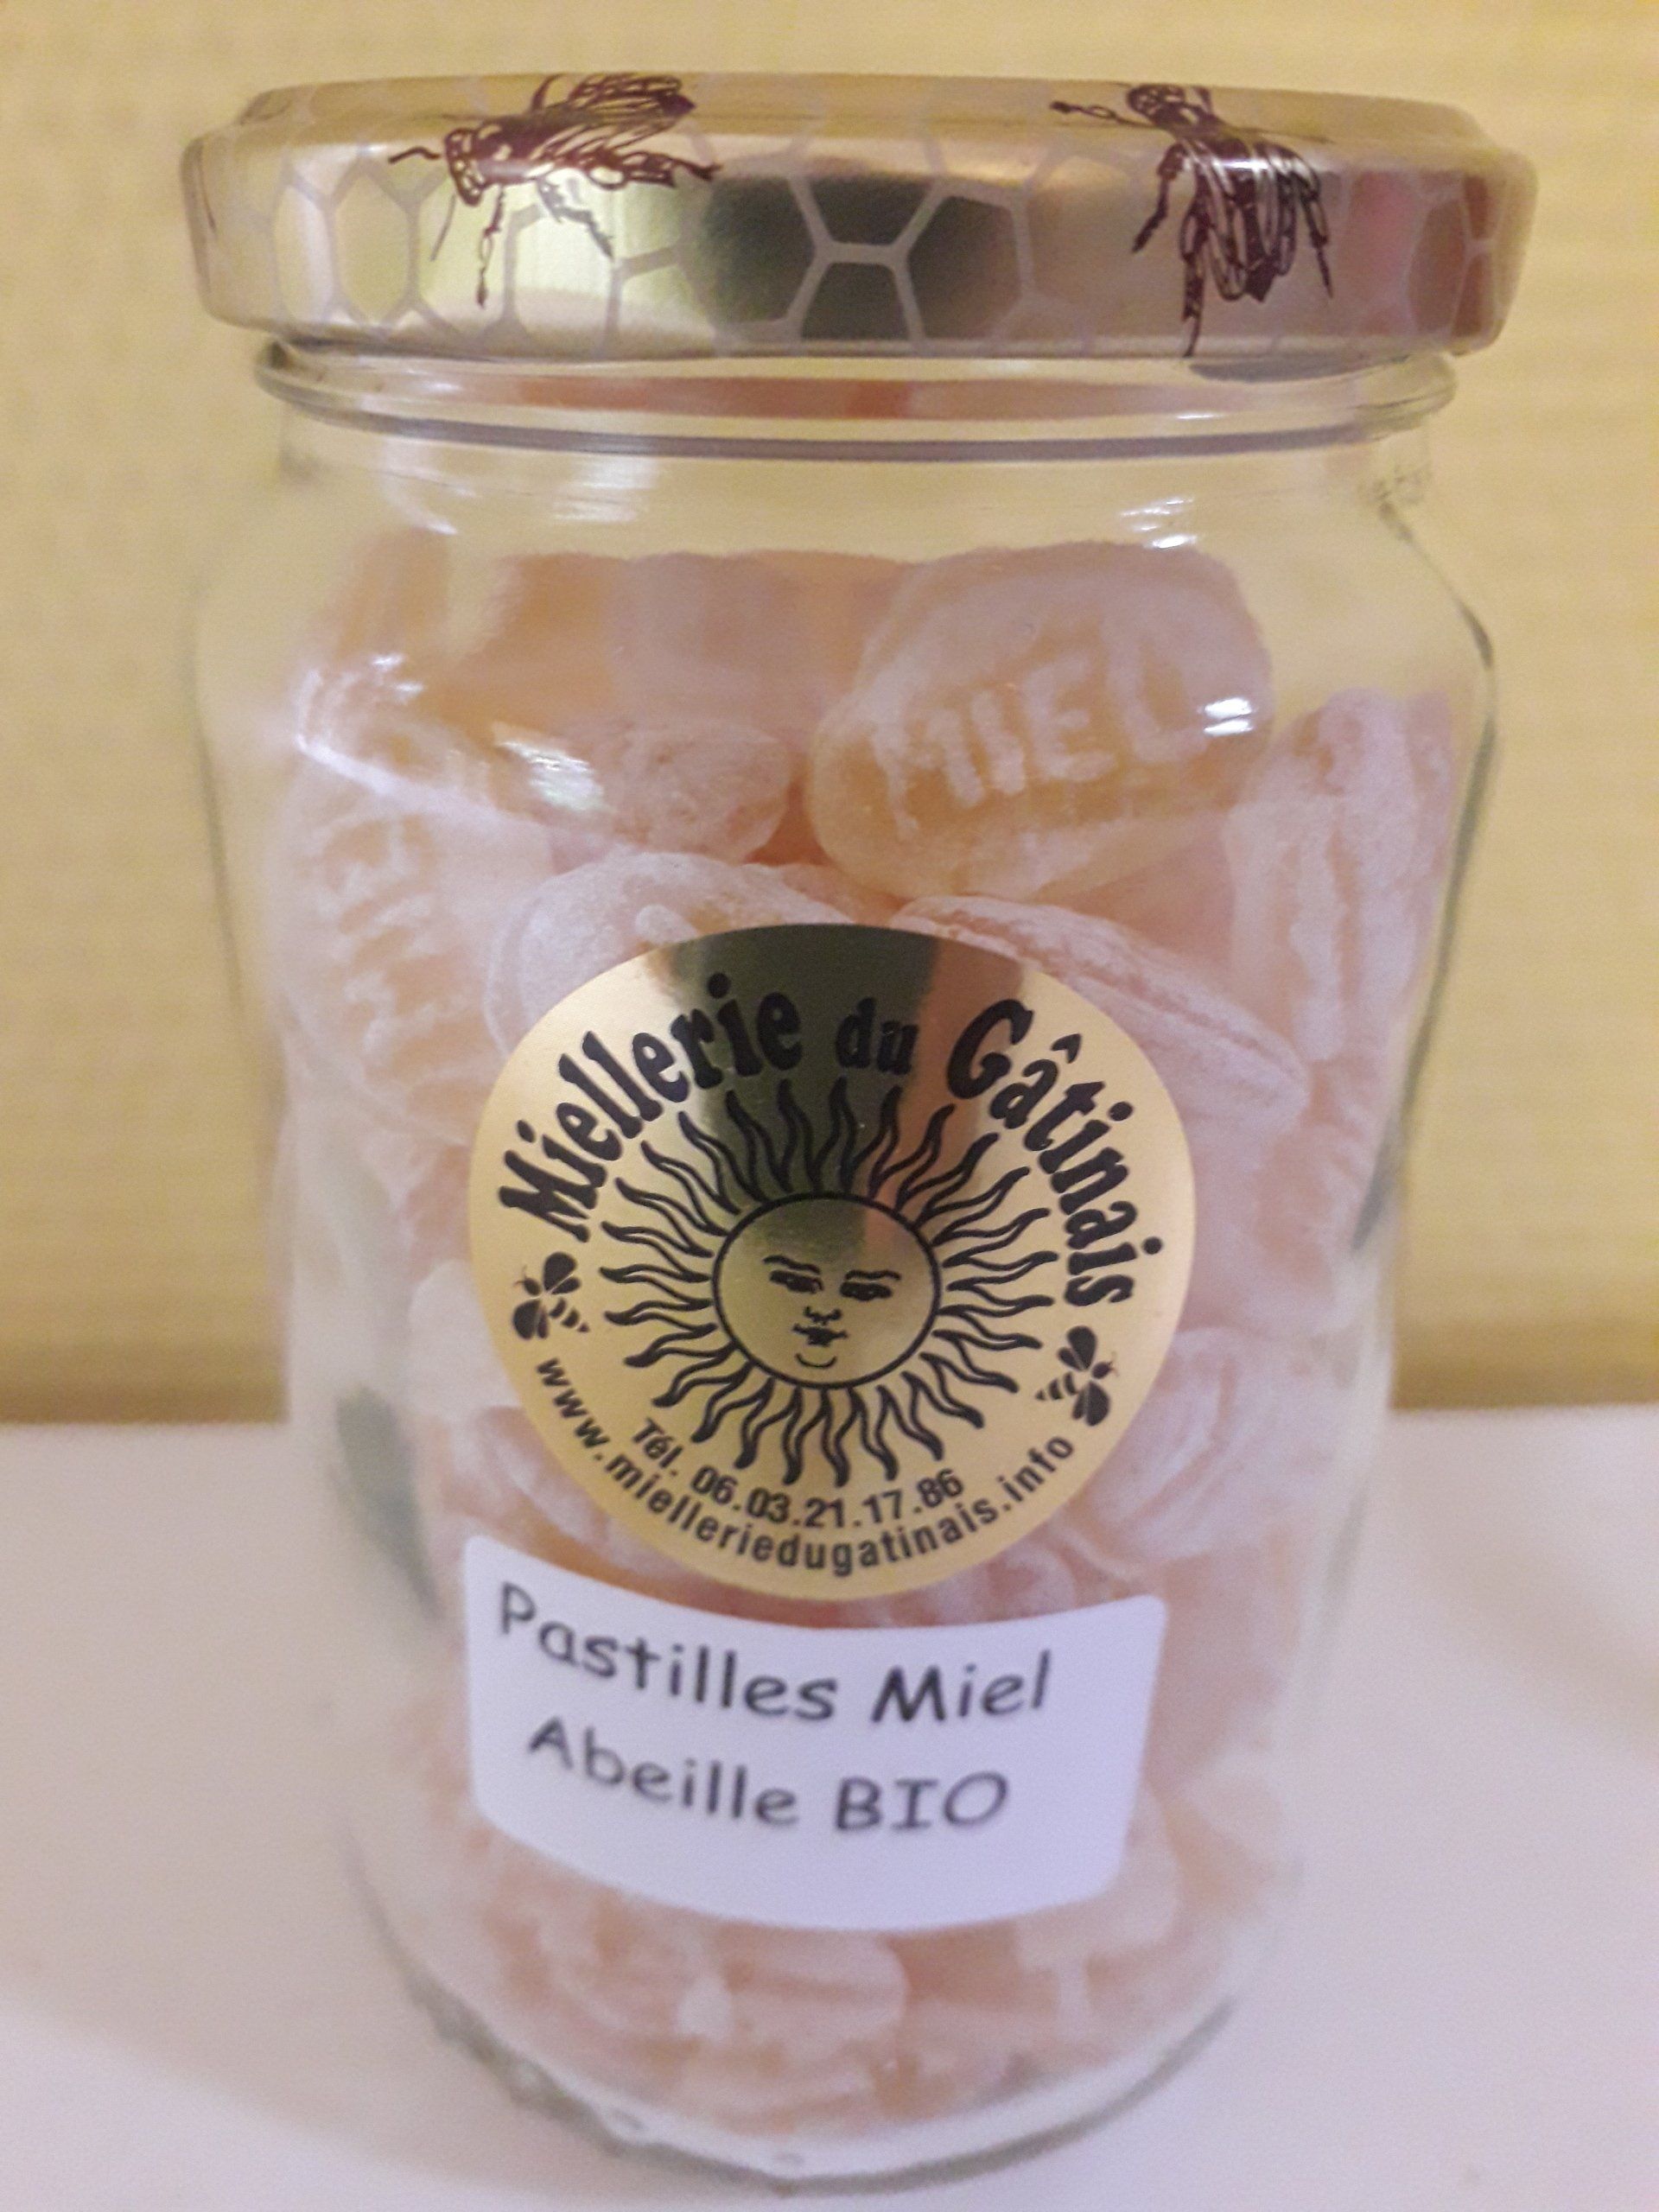 MIEL
Miellerie du Gâtinais
Tél. 06.03.21.17.86
www.mielleriedugatinais.info
Pastilles Miel
Abeille BIO